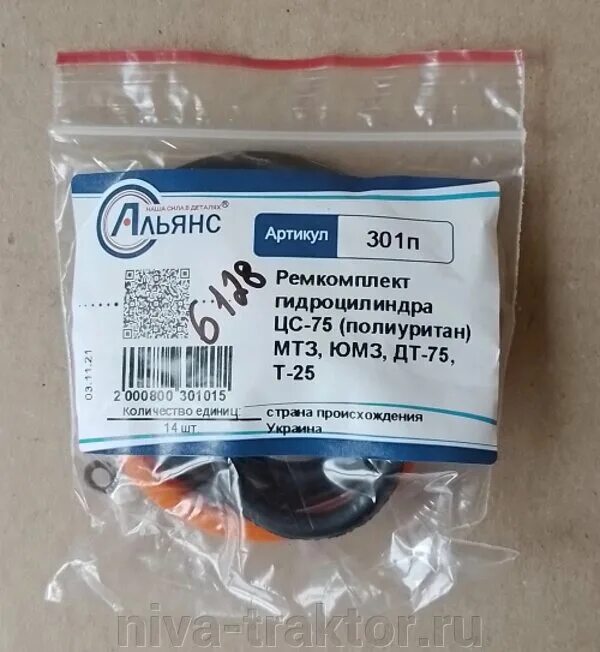 НАША СИЛА В ДЕТАЛЯХ
АЛЬЯНС®
Артикул 301п
6128
Ремкомплект
гидроцилиндра
ЦС-75 (полиуритан)
МТЗ, ЮМЗ, ДТ-75,
Т-25
03.11.21
2 000800 301015
Количество единиц:
14 шт.
страна происхождения
Украина
niva-traktor.ru